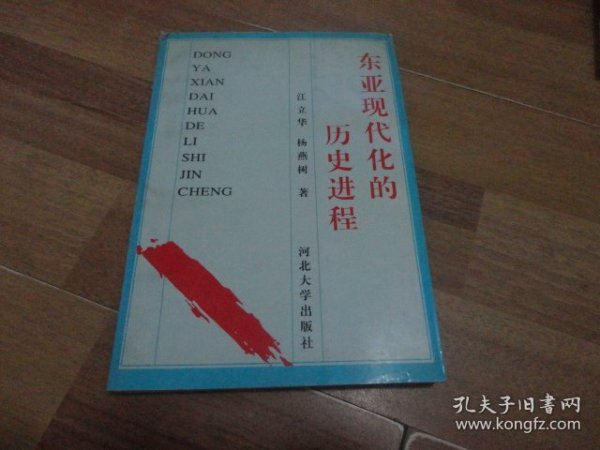 东亚现代化的
历史进程
江立华 杨燕树 著
河北大学出版社
DONG
YA
XIAN
DAI
HUA
DE
LI
SHI
JIN
CHENG
孔夫子旧书网
www.kongfz.com